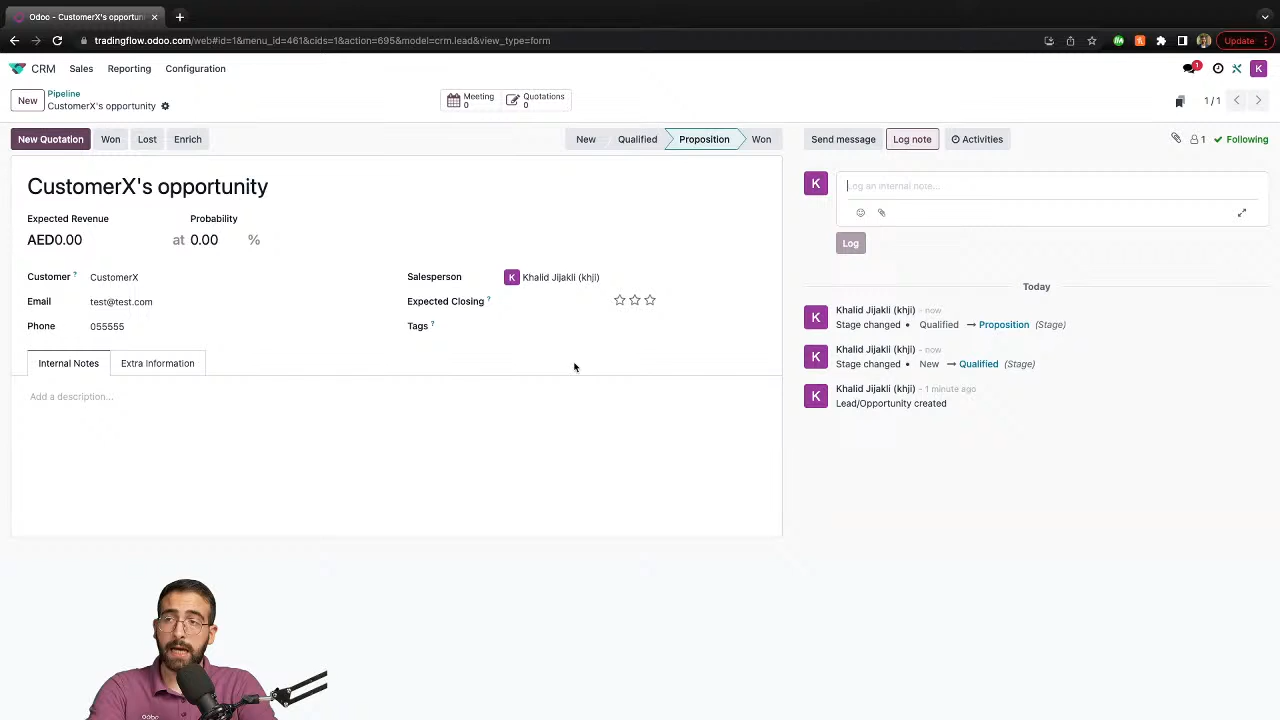 Odoo - CustomerX's opportuni
tradingflow.odoo.com/web#id=1&menu_id=461&cids=1&action=695&model=crm.lead&view_type=form
Update
CRM Sales Reporting Configuration
1
K
New
Pipeline
CustomerX's opportunity
Meeting
0
Quotations
0
1/1
New Quotation Won Lost Enrich
New Qualified Proposition Won
Send message Log note Activities
1 Following
CustomerX's opportunity
Expected Revenue Probability
AED0.00 at 0.00 %
Customer ? CustomerX
Email test@test.com
Phone 055555
Salesperson K Khalid Jijakli (khji)
Expected Closing ?
Tags ?
Internal Notes Extra Information
Add a description...
K
Log an internal note...
Log
Today
K
Khalid Jijakli (khji) - now
Stage changed • Qualified → Proposition (Stage)
K
Khalid Jijakli (khji) - now
Stage changed • New → Qualified (Stage)
K
Khalid Jijakli (khji) - 1 minute ago
Lead/Opportunity created
odoo